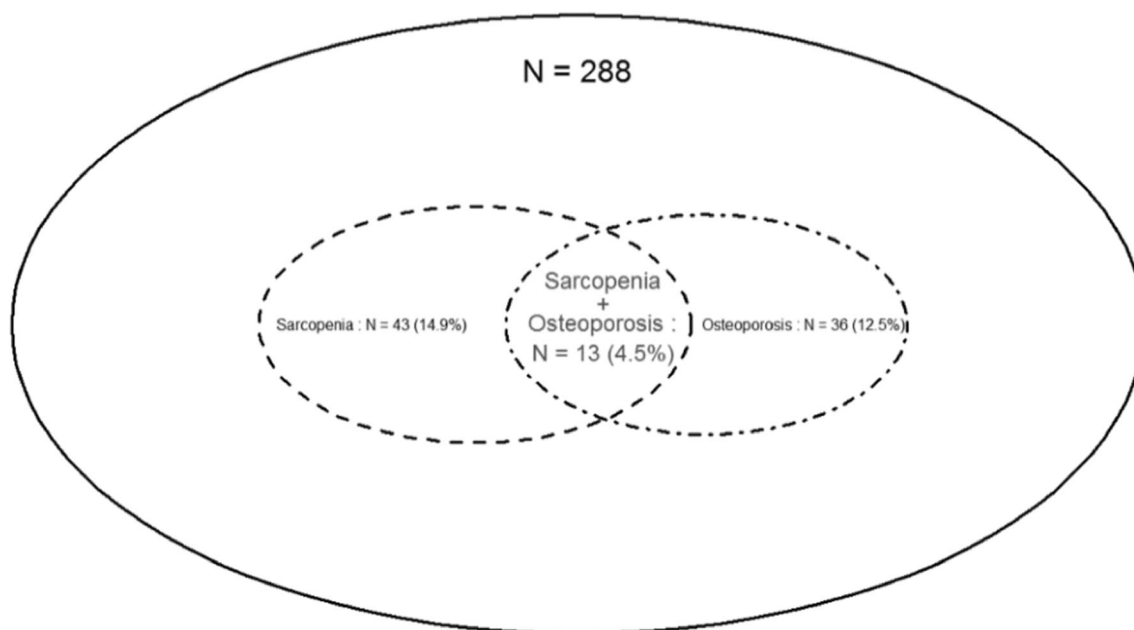 N = 288
Sarcopenia : N = 43 (14.9%)
Sarcopenia
+
Osteoporosis :
N = 13 (4.5%)
Osteoporosis : N = 36 (12.5%)